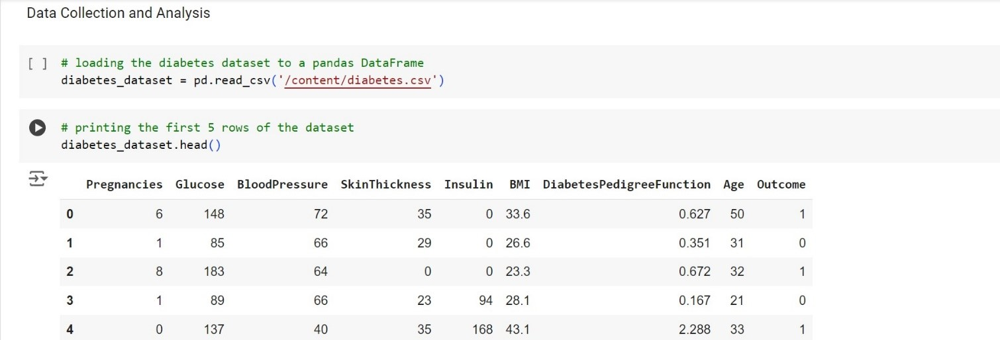 Data Collection and Analysis
[ ] # loading the diabetes dataset to a pandas DataFrame
diabetes_dataset = pd.read_csv('/content/diabetes.csv')
# printing the first 5 rows of the dataset
diabetes_dataset.head()
Pregnancies Glucose BloodPressure SkinThickness Insulin BMI DiabetesPedigreeFunction Age Outcome
0 6 148 72 35 0 33.6 0.627 50 1
1 1 85 66 29 0 26.6 0.351 31 0
2 8 183 64 0 0 23.3 0.672 32 1
3 1 89 66 23 94 28.1 0.167 21 0
4 0 137 40 35 168 43.1 2.288 33 1